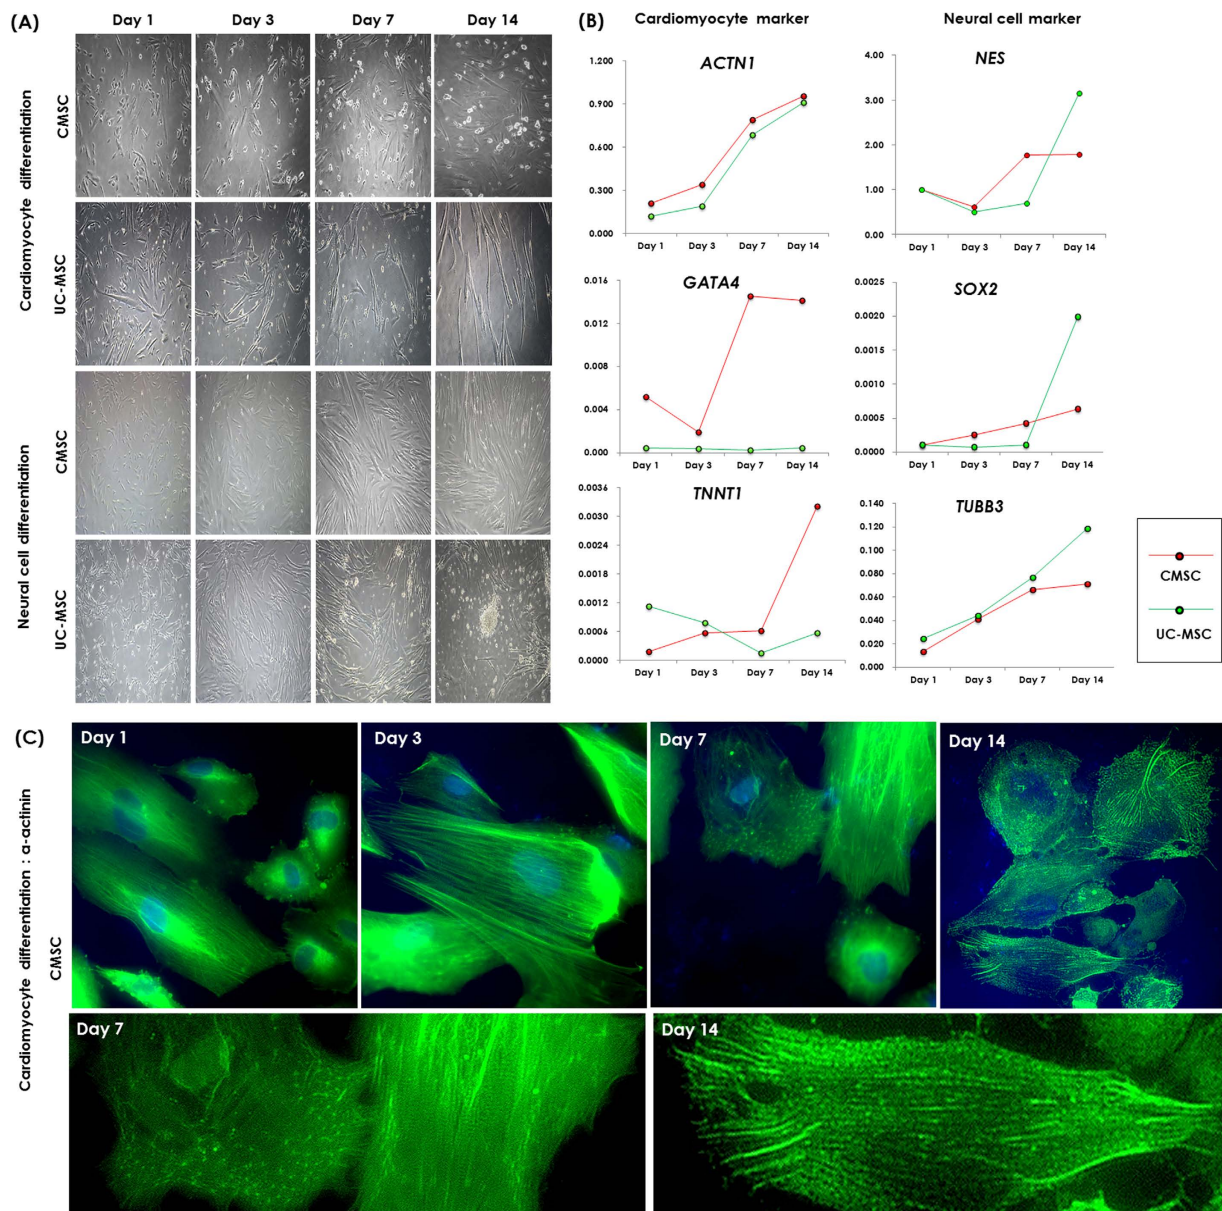 (A)
Day 1
Day 3
Day 7
Day 14
Cardiomyocyte differentiation
CMSC
UC-MSC
Neural cell differentiation
CMSC
UC-MSC
(B)
Cardiomyocyte marker
Neural cell marker
ACTN1
1.200
0.900
0.600
0.300
0.000
Day 1
Day 3
Day 7
Day 14
NES
4.00
3.00
2.00
1.00
0.00
Day 1
Day 3
Day 7
Day 14
GATA4
0.016
0.012
0.008
0.004
0.000
Day 1
Day 3
Day 7
Day 14
SOX2
0.0025
0.0020
0.0015
0.0010
0.0005
0.0000
Day 1
Day 3
Day 7
Day 14
TNNT1
0.0036
0.0030
0.0024
0.0018
0.0012
0.0006
0.0000
Day 1
Day 3
Day 7
Day 14
TUBB3
0.140
0.120
0.100
0.080
0.060
0.040
0.020
0.000
Day 1
Day 3
Day 7
Day 14
CMSC
UC-MSC
(C)
Cardiomyocyte differentiation : α-actinin
CMSC
Day 1
Day 3
Day 7
Day 14
Day 7
Day 14